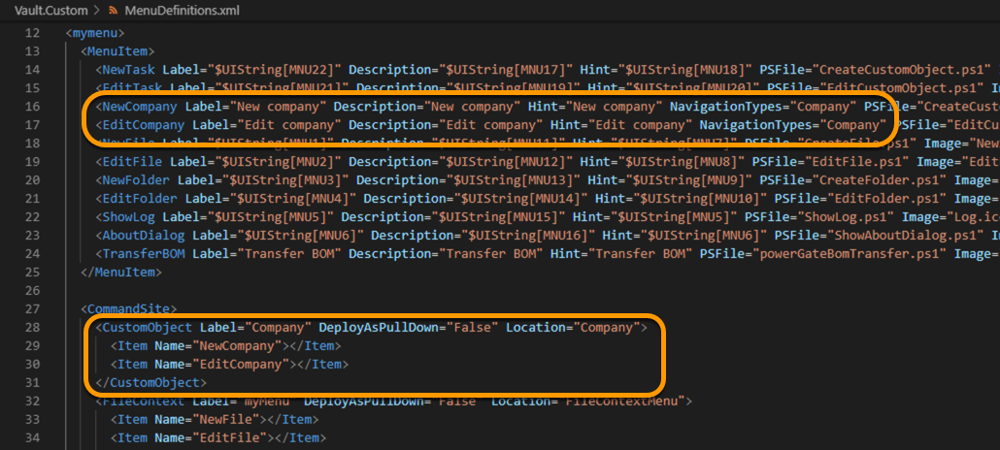 Vault.Custom > MenuDefinitions.xml
12 <mymenu>
13 <MenuItem>
14 <NewTask Label="$UIString[MNU22]" Description="$UIString[MNU17]" Hint="$UIString[MNU18]" PSFile="CreateCustomObject.ps1"
15 <EditTask Label="$UIString[MNU21]" Description="$UIString[MNU19]" Hint="$UIString[MNU20]" PSFile="EditCustomObject.ps1" Im
16 <NewCompany Label="New company" Description="New company" Hint="New company" NavigationTypes="Company" PSFile="CreateCusto
17 <EditCompany Label="Edit company" Description="Edit company" Hint="Edit company" NavigationTypes="Company" PSFile="EditCu
18 <NewFile Label="$UIString[MNU1]" Description="$UIString[MNU11]" Hint="$UIString[MNU7]" PSFile="CreateFile.ps1" Image="New
19 <EditFile Label="$UIString[MNU2]" Description="$UIString[MNU12]" Hint="$UIString[MNU8]" PSFile="EditFile.ps1" Image="Edit
20 <NewFolder Label="$UIString[MNU3]" Description="$UIString[MNU13]" Hint="$UIString[MNU9]" PSFile="CreateFolder.ps1" Image=
21 <EditFolder Label="$UIString[MNU4]" Description="$UIString[MNU14]" Hint="$UIString[MNU10]" PSFile="EditFolder.ps1" Image=
22 <ShowLog Label="$UIString[MNU5]" Description="$UIString[MNU15]" Hint="$UIString[MNU5]" PSFile="ShowLog.ps1" Image="Log.ic
23 <AboutDialog Label="$UIString[MNU6]" Description="$UIString[MNU16]" Hint="$UIString[MNU6]" PSFile="ShowAboutDialog.ps1" Im
24 <TransferBOM Label="Transfer BOM" Description="Transfer BOM" Hint="Transfer BOM" PSFile="powerGateBomTransfer.ps1" Image=
25 </MenuItem>
26
27 <CommandSite>
28 <CustomObject Label="Company" DeployAsPullDown="False" Location="Company">
29 <Item Name="NewCompany"></Item>
30 <Item Name="EditCompany"></Item>
31 </CustomObject>
32 <FileContext Label="myMenu" DeployAsPullDown="False" Location="FileContextMenu">
33 <Item Name="NewFile"></Item>
34 <Item Name="EditFile"></Item>